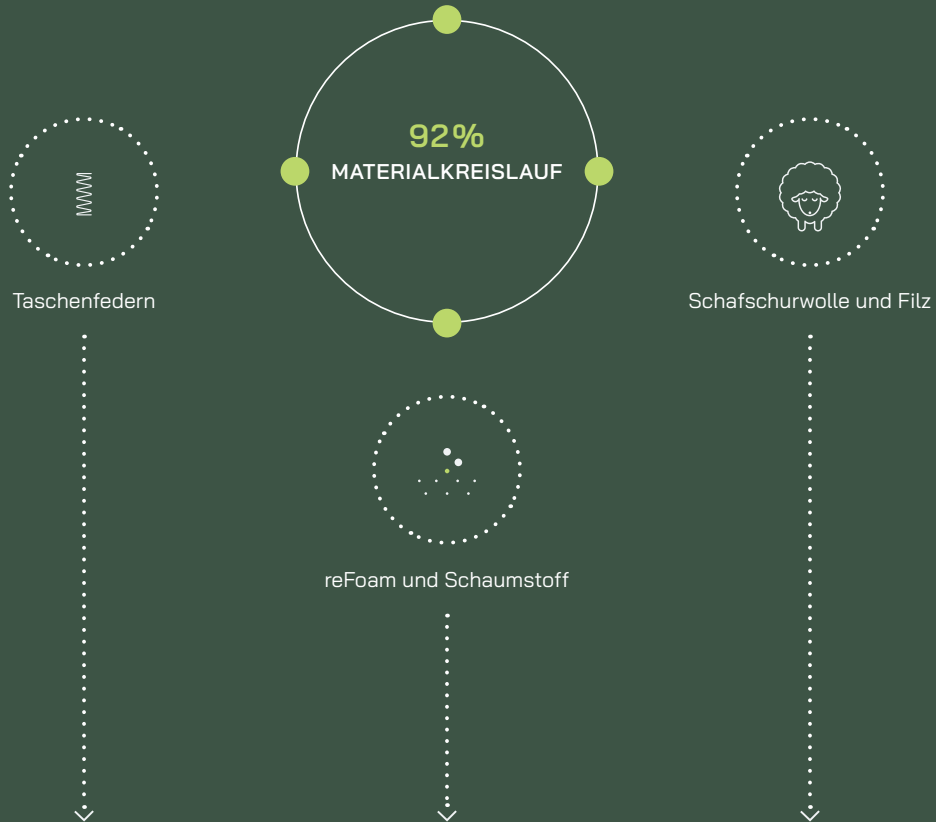 92%
MATERIALKREISLAUF
Taschenfedern
Schafschurwolle und Filz
reFoam und Schaumstoff